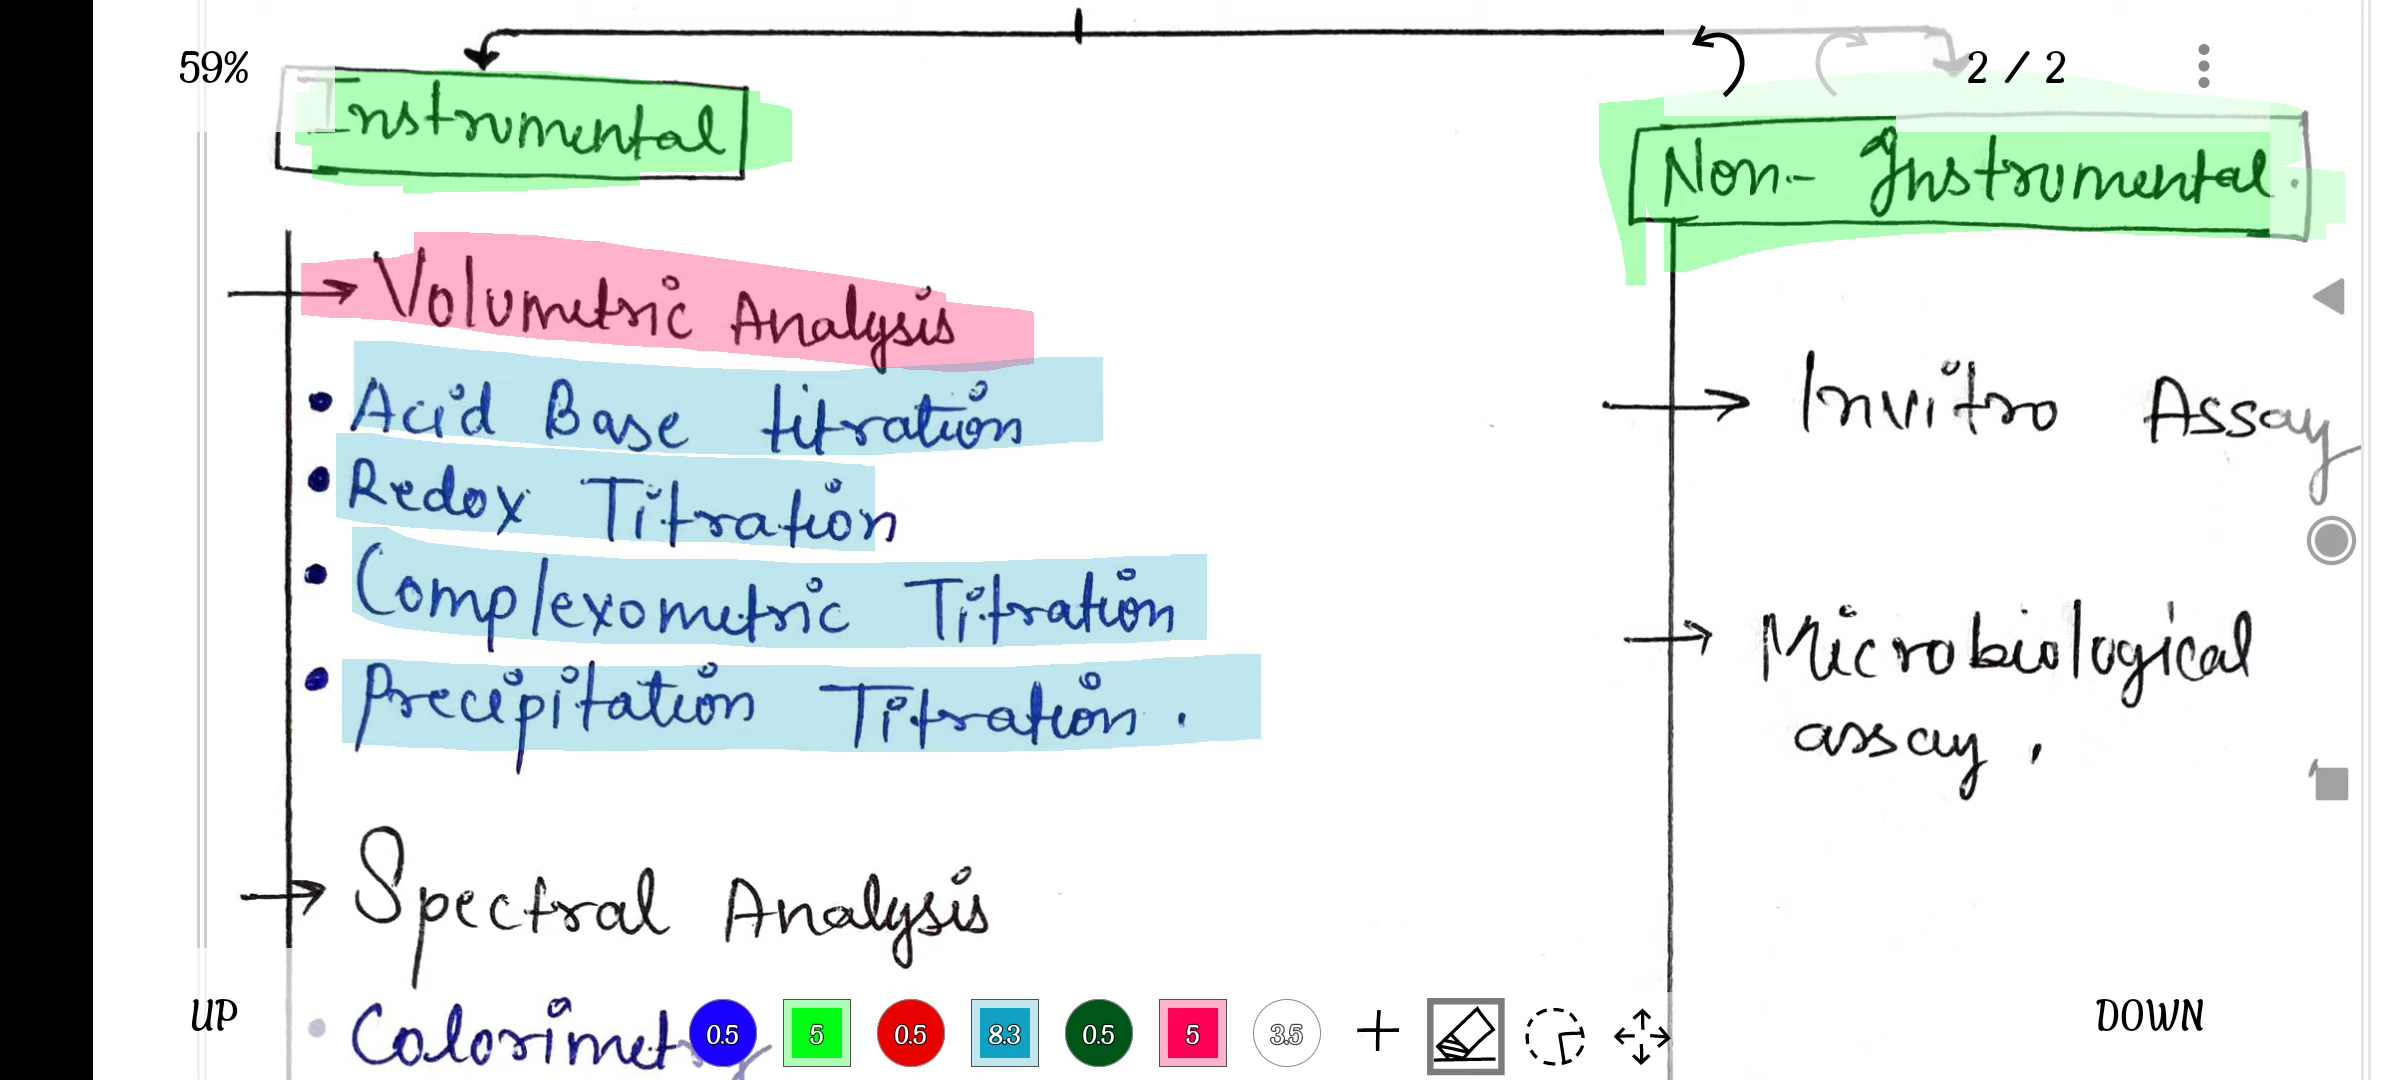 59%
2 / 2
Instrumental
Non- Instrumental.
→ Volumetric Analysis
• Acid Base titration
• Redox Titration
• Complexometric Titration
• Precipitation Titration.
→ Spectral Analysis
• Colorimetry
→ Invitro Assay
→ Microbiological
assay.
UP
0.5
5
0.5
8.3
0.5
5
3.5
DOWN